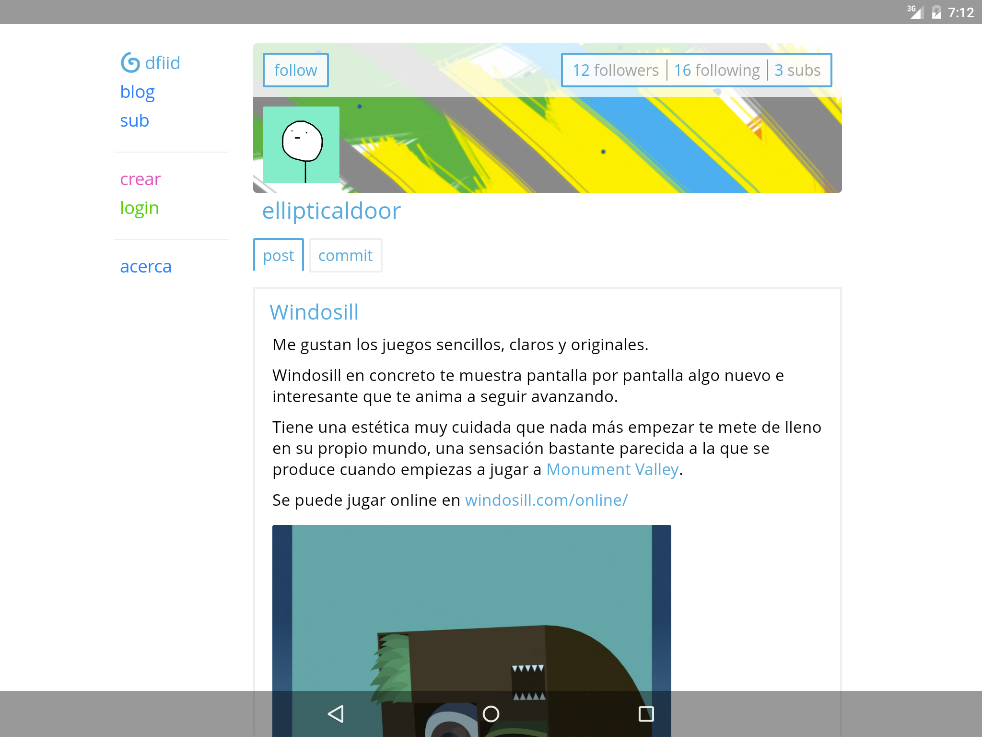 3G 7:12
dfiid
blog
sub
crear
login
acerca
follow
12 followers 16 following 3 subs
ellipticaldoor
post commit
Windosill
Me gustan los juegos sencillos, claros y originales.
Windosill en concreto te muestra pantalla por pantalla algo nuevo e
interesante que te anima a seguir avanzando.
Tiene una estética muy cuidada que nada más empezar te mete de lleno
en su propio mundo, una sensación bastante parecida a la que se
produce cuando empiezas a jugar a Monument Valley.
Se puede jugar online en windosill.com/online/